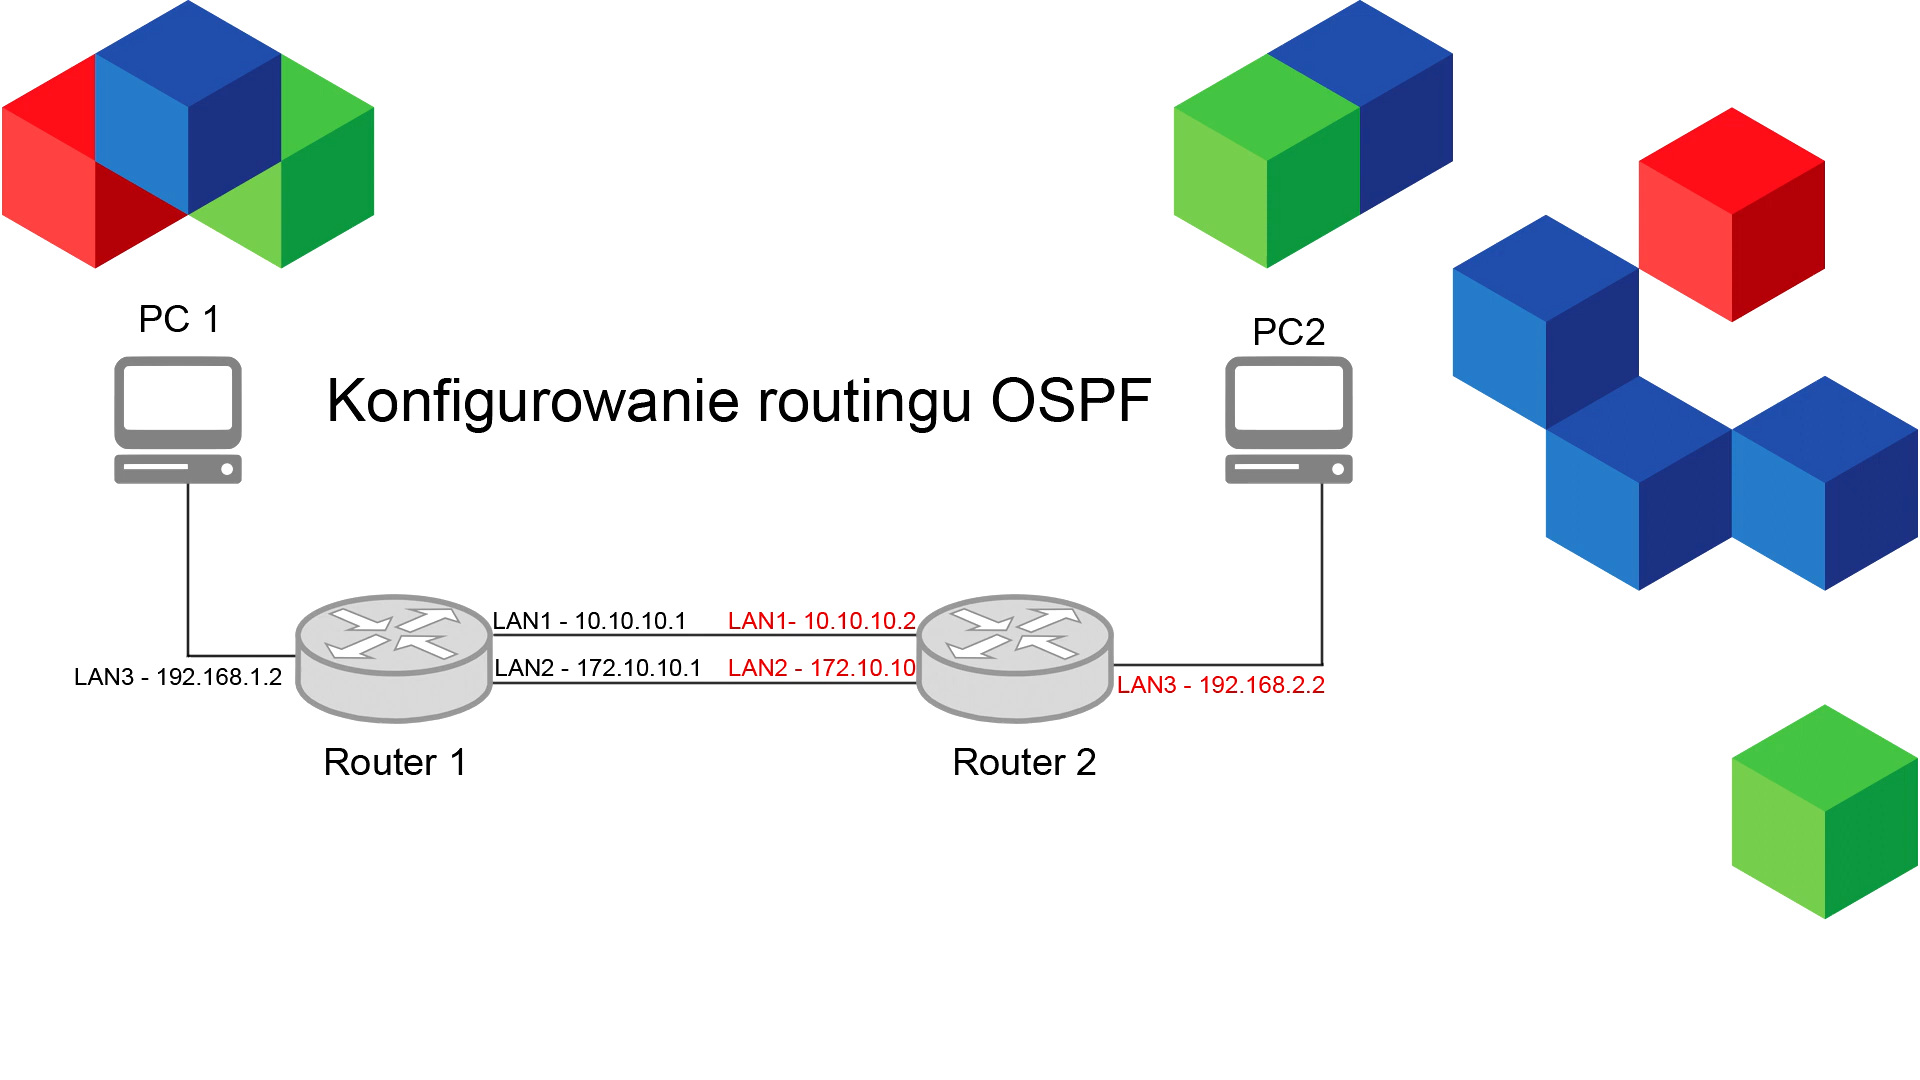 PC 1
PC2
Konfigurowanie routingu OSPF
LAN1 - 10.10.10.1
LAN1- 10.10.10.2
LAN2 - 172.10.10.1
LAN2 - 172.10.10
LAN3 - 192.168.1.2
LAN3 - 192.168.2.2
Router 1
Router 2